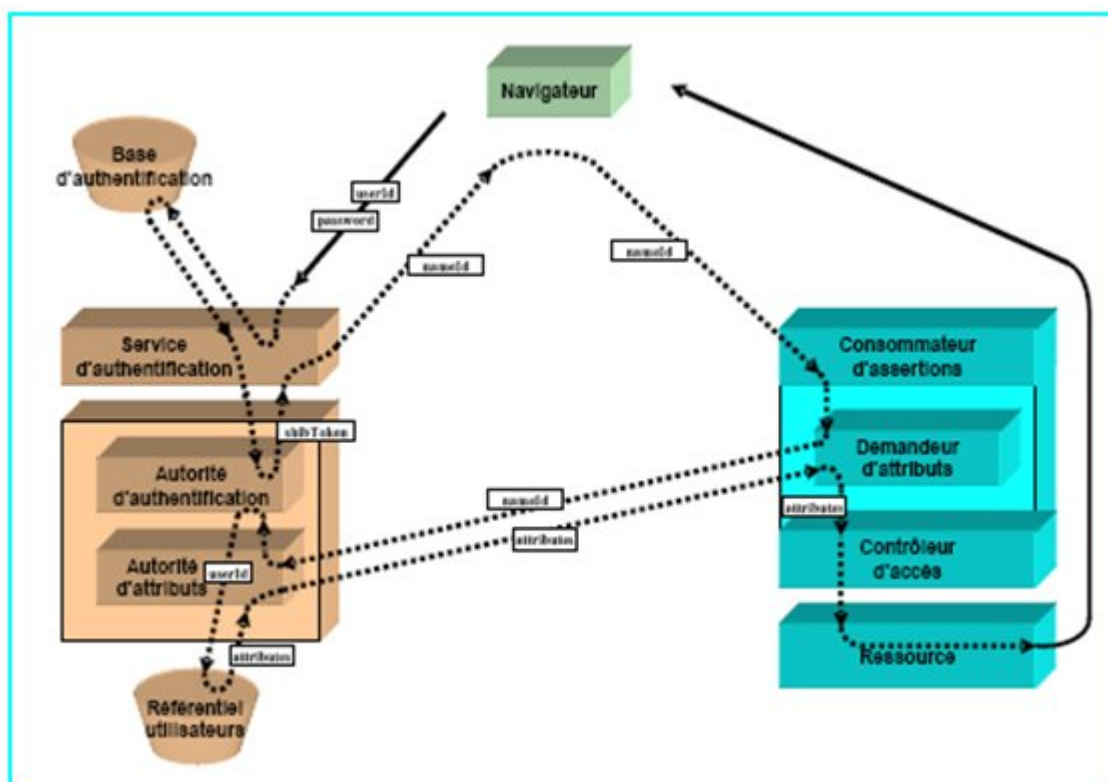 Navigateur
Base
d'authentification
userId
password
nameId
nameId
Service
d'authentification
Consommateur
d'assertions
shibToken
Demandeur
d'attributs
Autorité
d'authentification
nameId
attributes
attributes
Autorité
d'attributs
userId
Contrôleur
d'accès
attributes
Ressource
Référentiel
utilisateurs